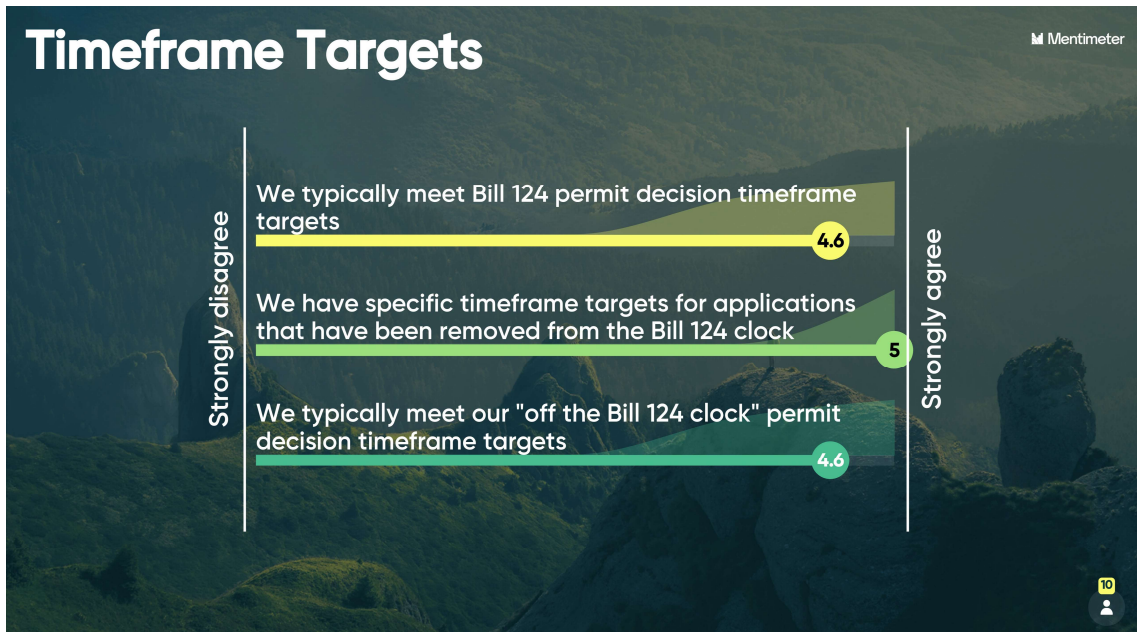 Timeframe Targets
Mentimeter
Strongly disagree
We typically meet Bill 124 permit decision timeframe
targets
4.6
We have specific timeframe targets for applications
that have been removed from the Bill 124 clock
5
We typically meet our "off the Bill 124 clock" permit
decision timeframe targets
4.6
Strongly agree
10